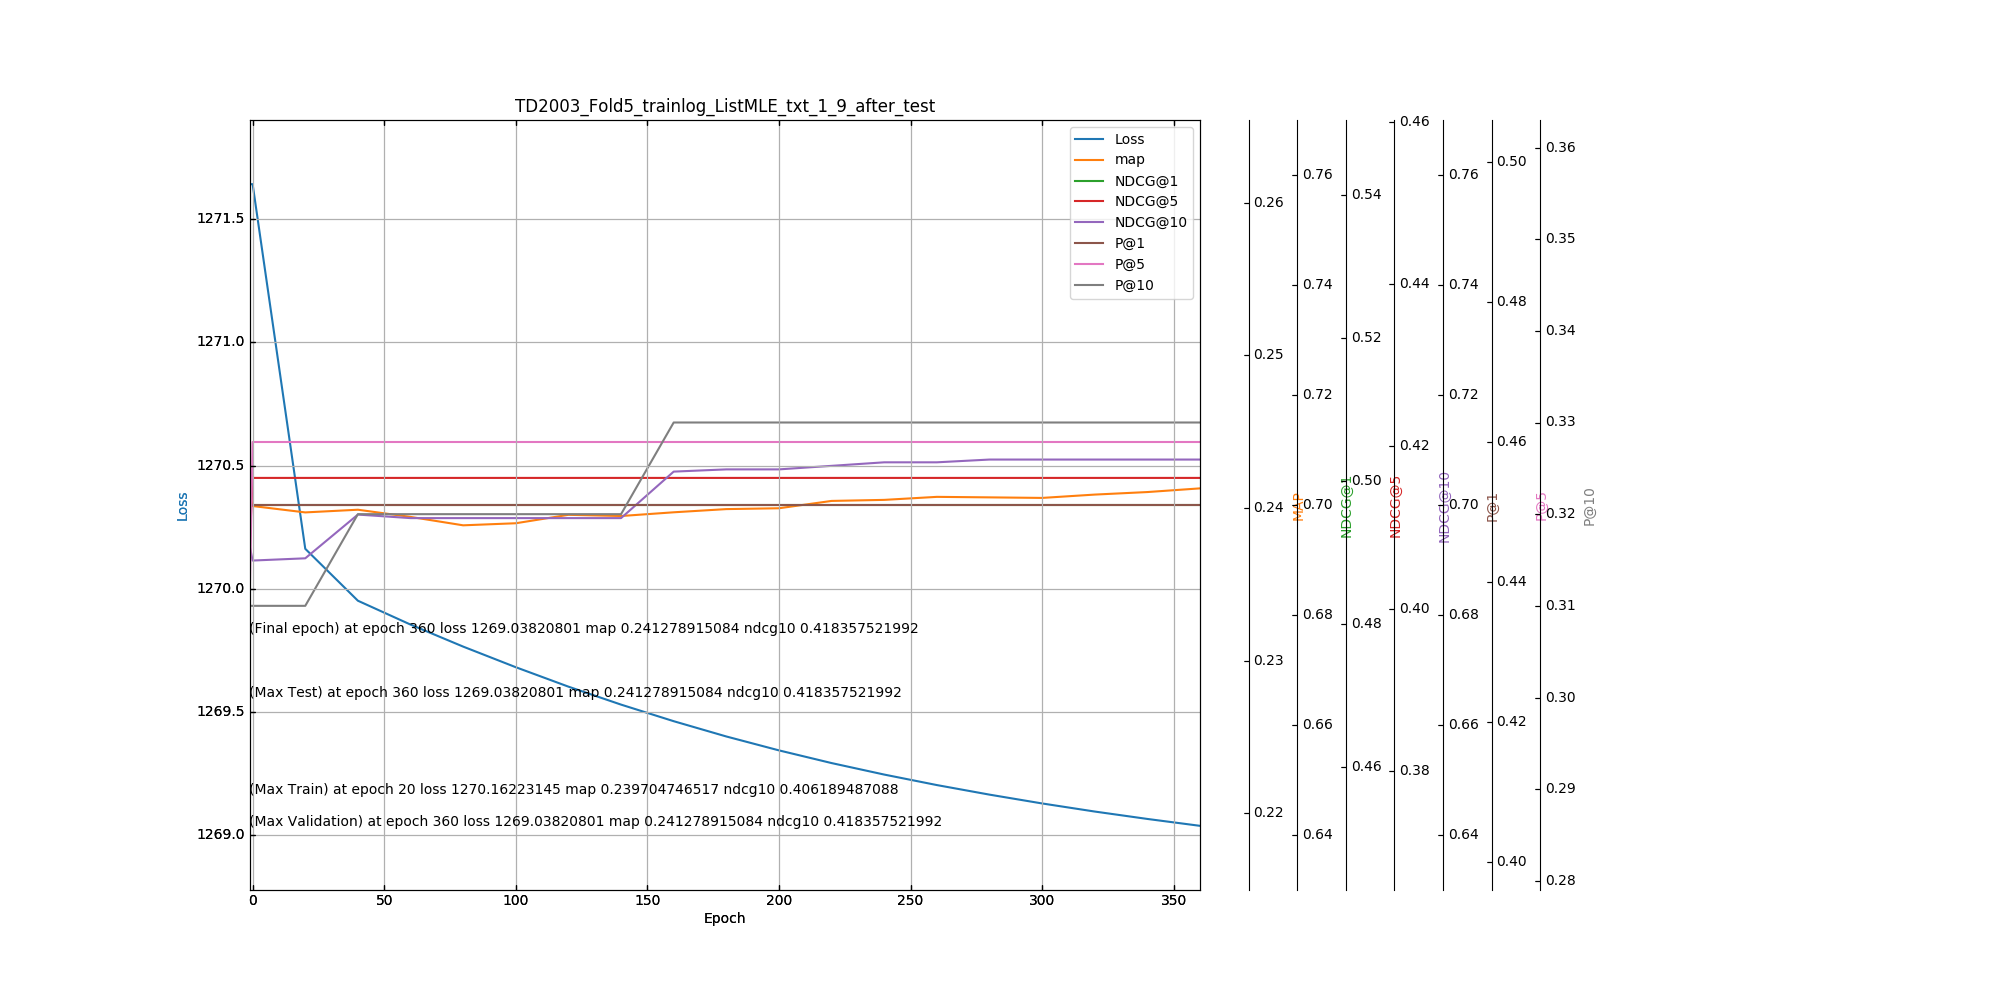 TD2003_Fold5_trainlog_ListMLE_txt_1_9_after_test
Loss
map
NDCG@1
NDCG@5
NDCG@10
P@1
P@5
P@10
1271.5
1271.0
1270.5
1270.0
1269.5
1269.0
Loss
(Final epoch) at epoch 360 loss 1269.03820801 map 0.241278915084 ndcg10 0.418357521992
(Max Test) at epoch 360 loss 1269.03820801 map 0.241278915084 ndcg10 0.418357521992
(Max Train) at epoch 20 loss 1270.16223145 map 0.239704746517 ndcg10 0.406189487088
(Max Validation) at epoch 360 loss 1269.03820801 map 0.241278915084 ndcg10 0.418357521992
0 50 100 150 200 250 300 350
Epoch
0.26
0.25
0.24
0.23
0.22
MAP
0.76
0.74
0.72
0.70
0.68
0.66
0.64
NDCG@1
0.54
0.52
0.50
0.48
0.46
NDCG@5
0.46
0.44
0.42
0.40
0.38
NDCG@10
0.76
0.74
0.72
0.70
0.68
0.66
0.64
P@1
0.50
0.48
0.46
0.44
0.42
0.40
P@5
0.36
0.35
0.34
0.33
0.32
0.31
0.30
0.29
0.28
P@10